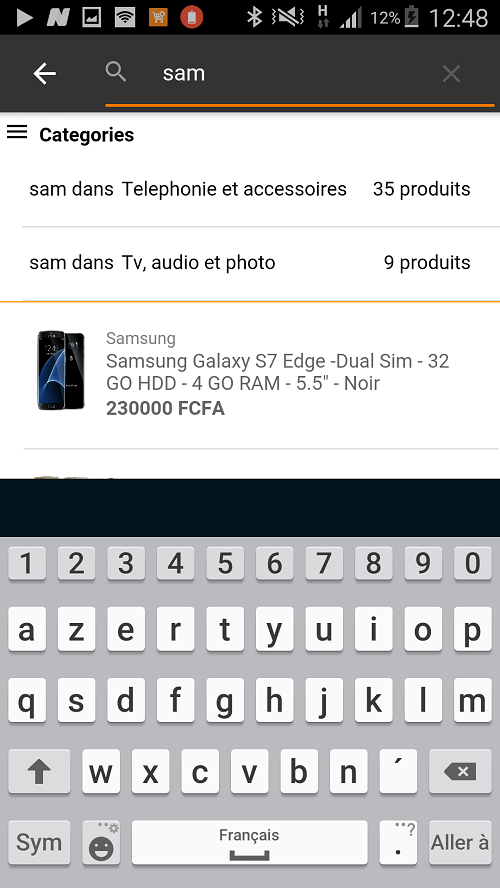 H 12% 12:48
sam
Categories
sam dans Telephonie et accessoires 35 produits
sam dans Tv, audio et photo 9 produits
Samsung
Samsung Galaxy S7 Edge -Dual Sim - 32
GO HDD - 4 GO RAM - 5.5" - Noir
230000 FCFA
1 2 3 4 5 6 7 8 9 0
a z e r t y u i o p
q s d f g h j k l m
w x c v b n ´
Sym Français . ? Aller à